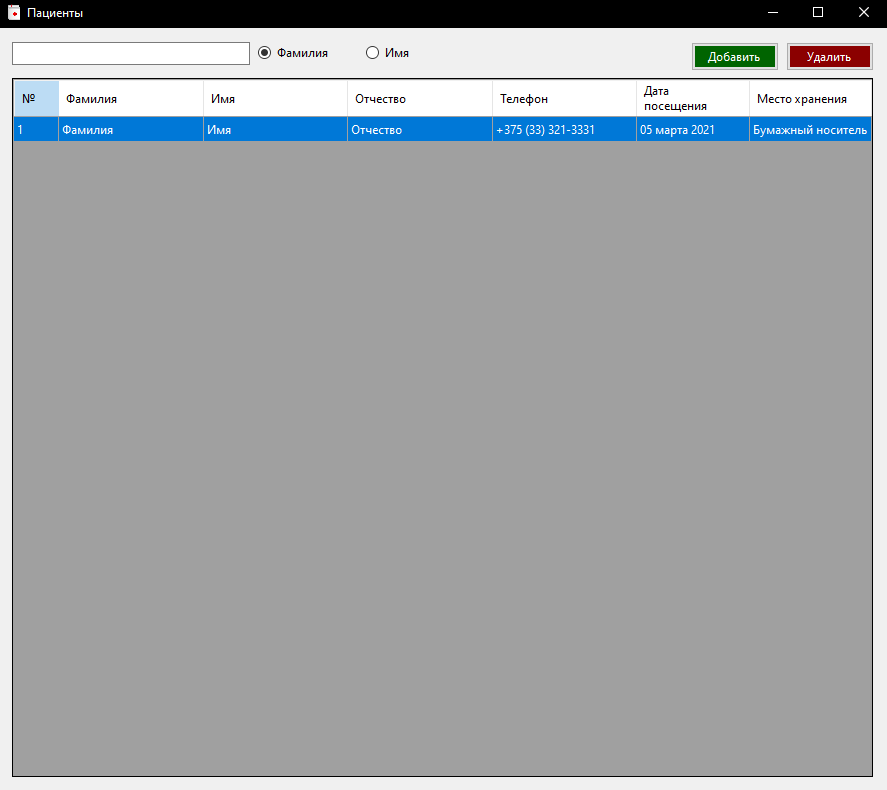 Пациенты
Фамилия
Имя
Добавить
Удалить
№
Фамилия
Имя
Отчество
Телефон
Дата
посещения
Место хранения
1
Фамилия
Имя
Отчество
+375 (33) 321-3331
05 марта 2021
Бумажный носитель